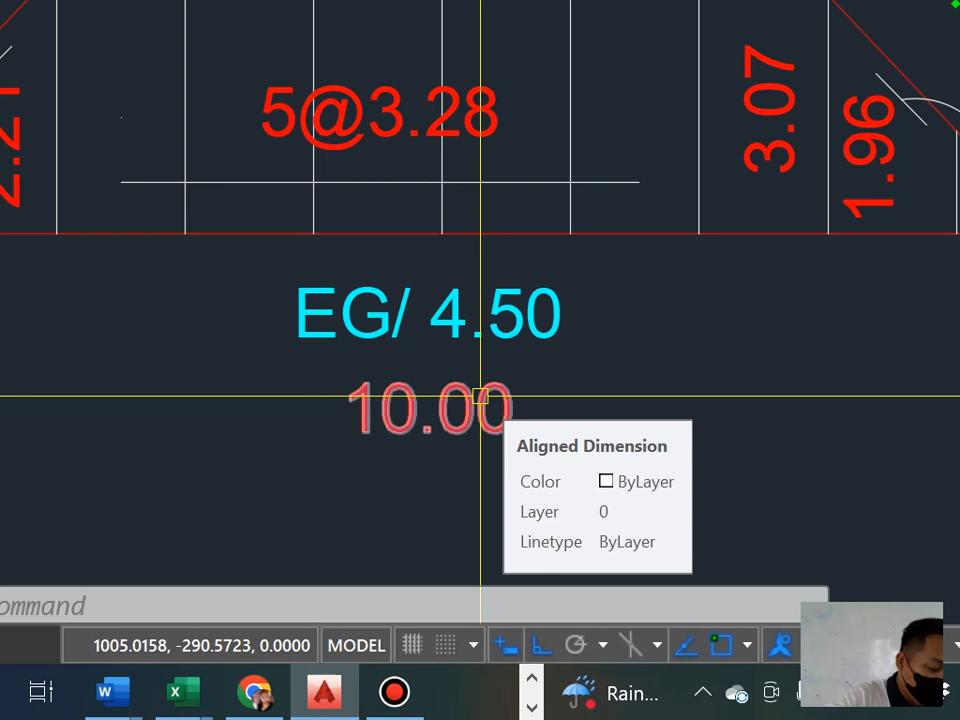 5@3.28
3.07
1.96
EG/ 4.50
10.00
Aligned Dimension
Color ByLayer
Layer 0
Linetype ByLayer
ommand
1005.0158, -290.5723, 0.0000 MODEL
Rain...